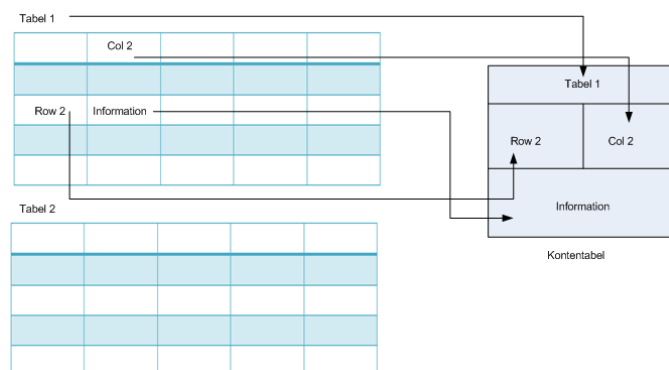 Tabel 1
Col 2
Row 2 Information
Tabel 2
Tabel 1
Row 2 Col 2
Information
Kontentabel